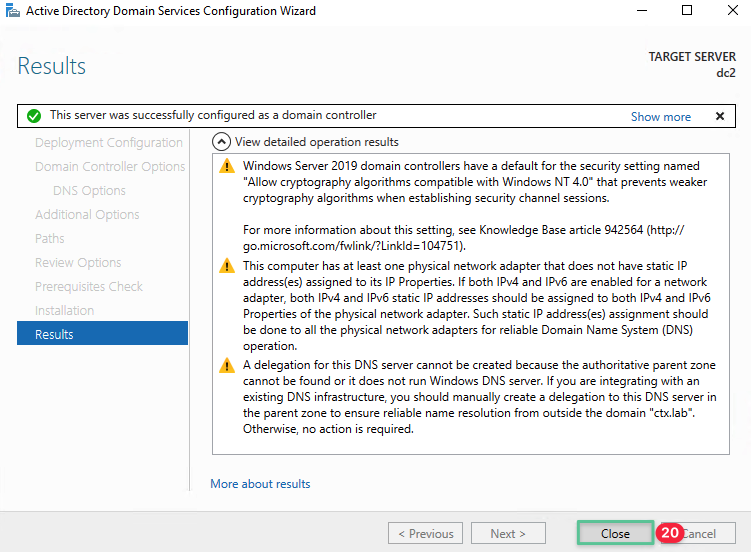 Active Directory Domain Services Configuration Wizard
Results
TARGET SERVER
dc2
This server was successfully configured as a domain controller
Show more
Deployment Configuration
Domain Controller Options
DNS Options
Additional Options
Paths
Review Options
Prerequisites Check
Installation
Results
View detailed operation results
Windows Server 2019 domain controllers have a default for the security setting named
"Allow cryptography algorithms compatible with Windows NT 4.0" that prevents weaker
cryptography algorithms when establishing security channel sessions.
For more information about this setting, see Knowledge Base article 942564 (http://
go.microsoft.com/fwlink/?LinkId=104751).
This computer has at least one physical network adapter that does not have static IP
address(es) assigned to its IP Properties. If both IPv4 and IPv6 are enabled for a network
adapter, both IPv4 and IPv6 static IP addresses should be assigned to both IPv4 and IPv6
Properties of the physical network adapter. Such static IP address(es) assignment should
be done to all the physical network adapters for reliable Domain Name System (DNS)
operation.
A delegation for this DNS server cannot be created because the authoritative parent zone
cannot be found or it does not run Windows DNS server. If you are integrating with an
existing DNS infrastructure, you should manually create a delegation to this DNS server in
the parent zone to ensure reliable name resolution from outside the domain "ctx.lab".
Otherwise, no action is required.
More about results
< Previous
Next >
Close
20
Cancel